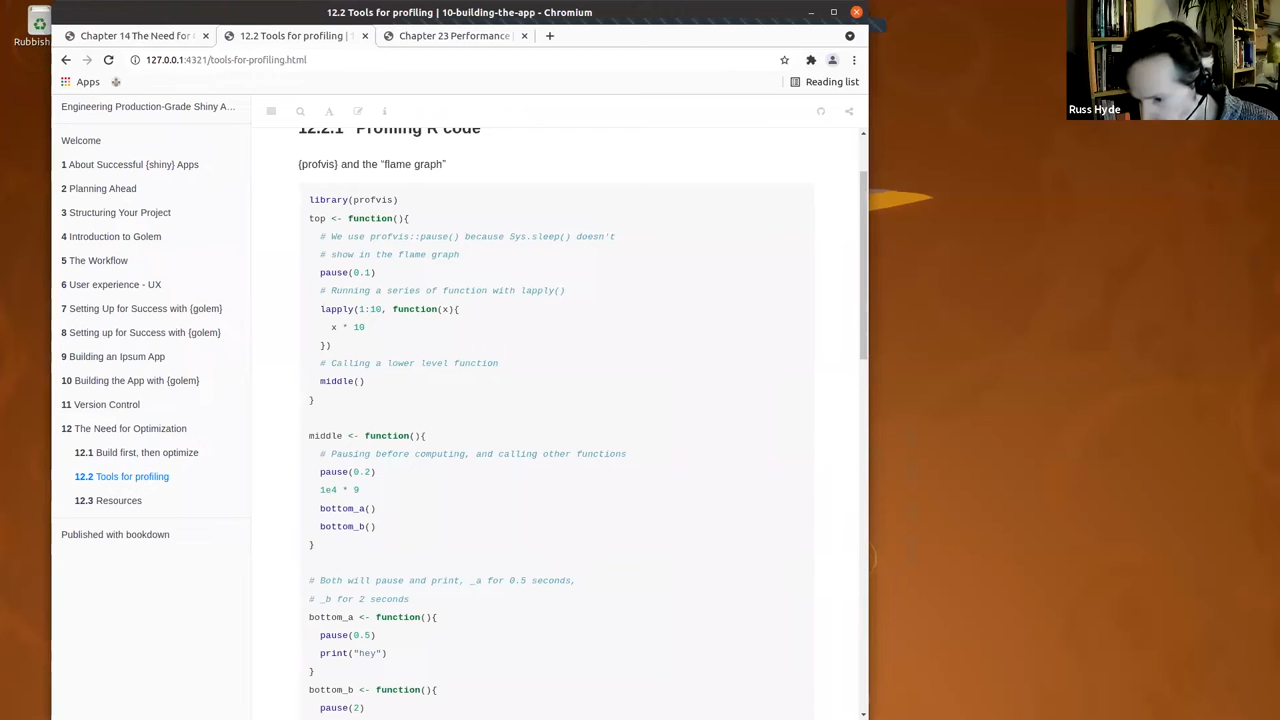 12.2 Tools for profiling | 10-building-the-app - Chromium
Rubbish
Chapter 14 The Need for
12.2 Tools for profiling | 1
Chapter 23 Performance
127.0.0.1:4321/tools-for-profiling.html
Apps
Reading list
Russ Hyde
Engineering Production-Grade Shiny A...
Welcome
1 About Successful {shiny} Apps
2 Planning Ahead
3 Structuring Your Project
4 Introduction to Golem
5 The Workflow
6 User experience - UX
7 Setting Up for Success with {golem}
8 Setting up for Success with {golem}
9 Building an Ipsum App
10 Building the App with {golem}
11 Version Control
12 The Need for Optimization
12.1 Build first, then optimize
12.2 Tools for profiling
12.3 Resources
Published with bookdown
12.2.1 Profiling R code
{profvis} and the “flame graph”
library(profvis)
top <- function(){
# We use profvis::pause() because Sys.sleep() doesn't
# show in the flame graph
pause(0.1)
# Running a series of function with lapply()
lapply(1:10, function(x){
x * 10
})
# Calling a lower level function
middle()
}
middle <- function(){
# Pausing before computing, and calling other functions
pause(0.2)
1e4 * 9
bottom_a()
bottom_b()
}
# Both will pause and print, _a for 0.5 seconds,
# _b for 2 seconds
bottom_a <- function(){
pause(0.5)
print("hey")
}
bottom_b <- function(){
pause(2)